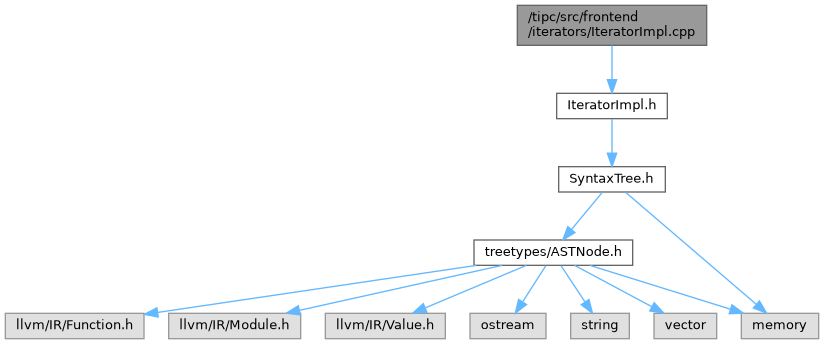 /tipc/src/frontend
/iterators/IteratorImpl.cpp
IteratorImpl.h
SyntaxTree.h
treetypes/ASTNode.h
llvm/IR/Function.h
llvm/IR/Module.h
llvm/IR/Value.h
ostream
string
vector
memory